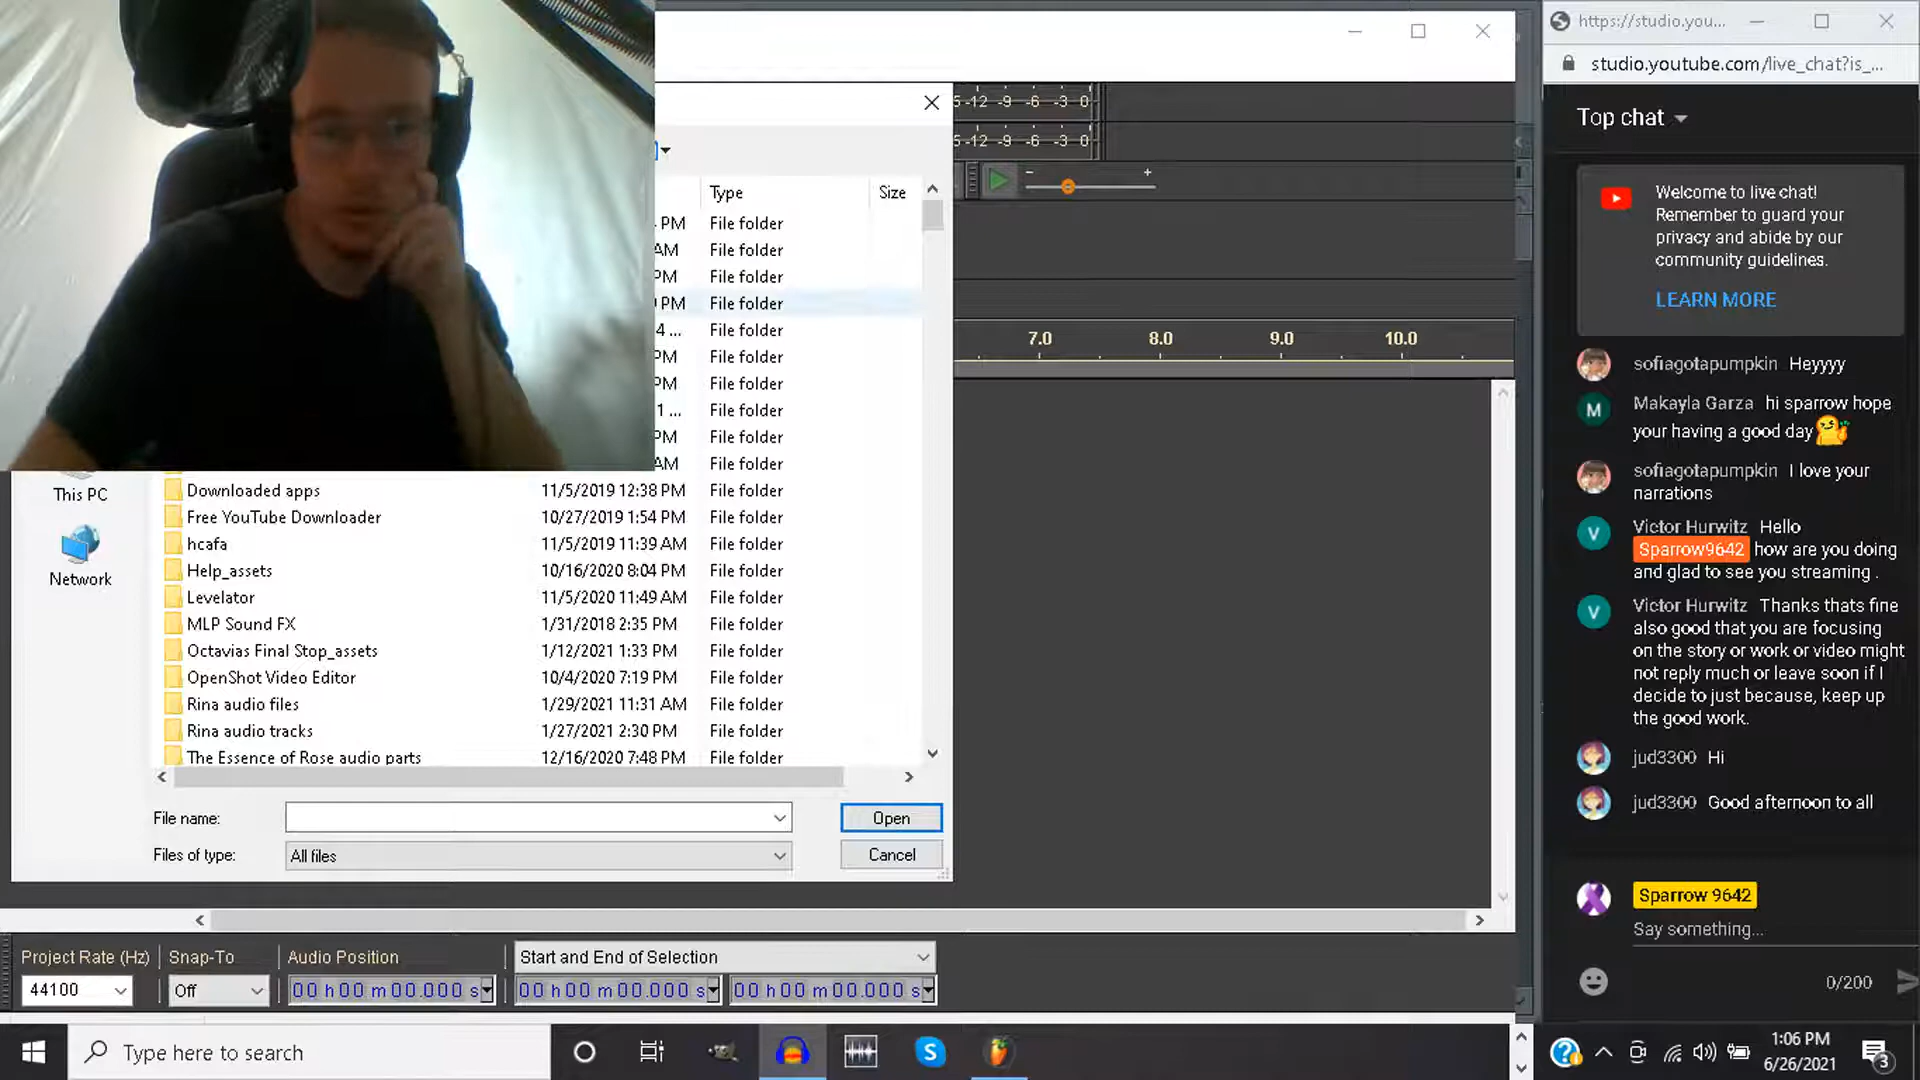 https://studio.you...
studio.youtube.com/live_chat?is_...
Top chat
Welcome to live chat!
Remember to guard your
privacy and abide by our
community guidelines.
LEARN MORE
sofiagotapumpkin Heyyyy
M
Makayla Garza hi sparrow hope
your having a good day
sofiagotapumpkin I love your
narrations
V
Victor Hurwitz Hello
Sparrow9642 how are you doing
and glad to see you streaming .
V
Victor Hurwitz Thanks thats fine
also good that you are focusing
on the story or work or video might
not reply much or leave soon if I
decide to just because, keep up
the good work.
jud3300 Hi
jud3300 Good afternoon to all
Sparrow 9642
Say something...
0/200
-12 -9 -6 -3 0
-12 -9 -6 -3 0
- +
7.0 8.0 9.0 10.0
Type Size
PM File folder
AM File folder
PM File folder
PM File folder
4 ... File folder
PM File folder
PM File folder
1 ... File folder
PM File folder
AM File folder
Downloaded apps 11/5/2019 12:38 PM File folder
Free YouTube Downloader 10/27/2019 1:54 PM File folder
hcafa 11/5/2019 11:39 AM File folder
Help_assets 10/16/2020 8:04 PM File folder
Levelator 11/5/2020 11:49 AM File folder
MLP Sound FX 1/31/2018 2:35 PM File folder
Octavias Final Stop_assets 1/12/2021 1:33 PM File folder
OpenShot Video Editor 10/4/2020 7:19 PM File folder
Rina audio files 1/29/2021 11:31 AM File folder
Rina audio tracks 1/27/2021 2:30 PM File folder
The Essence of Rose audio parts 12/16/2020 7:48 PM File folder
This PC
Network
File name:
Open
Files of type: All files
Cancel
Project Rate (Hz) Snap-To Audio Position Start and End of Selection
44100 Off 00 h 00 m 00.000 s 00 h 00 m 00.000 s 00 h 00 m 00.000 s
Type here to search
1:06 PM
6/26/2021
3